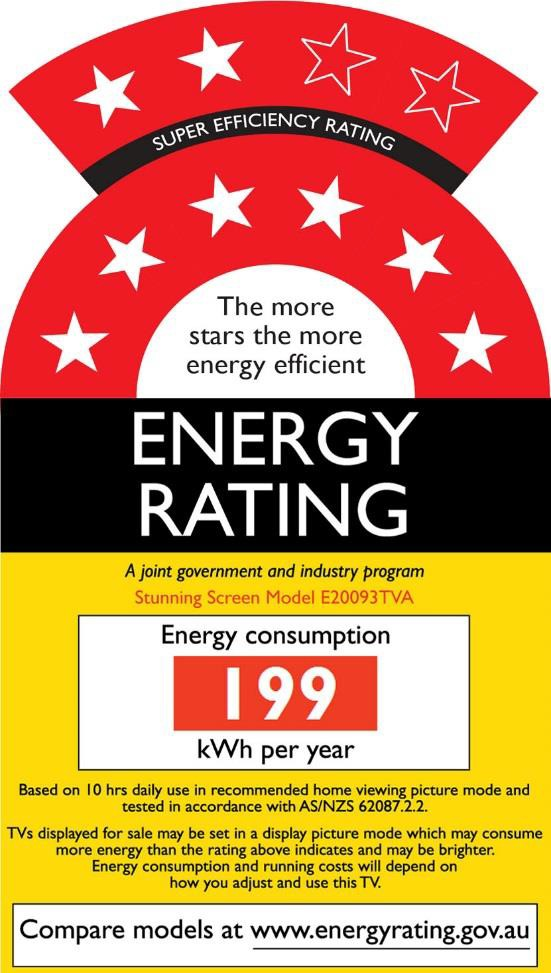 SUPER EFFICIENCY RATING
The more
stars the more
energy efficient
ENERGY
RATING
A joint government and industry program
Stunning Screen Model E20093TVA
Energy consumption
199
kWh per year
Based on 10 hrs daily use in recommended home viewing picture mode and
tested in accordance with AS/NZS 62087.2.2.
TVs displayed for sale may be set in a display picture mode which may consume
more energy than the rating above indicates and may be brighter.
Energy consumption and running costs will depend on
how you adjust and use this TV.
Compare models at www.energyrating.gov.au